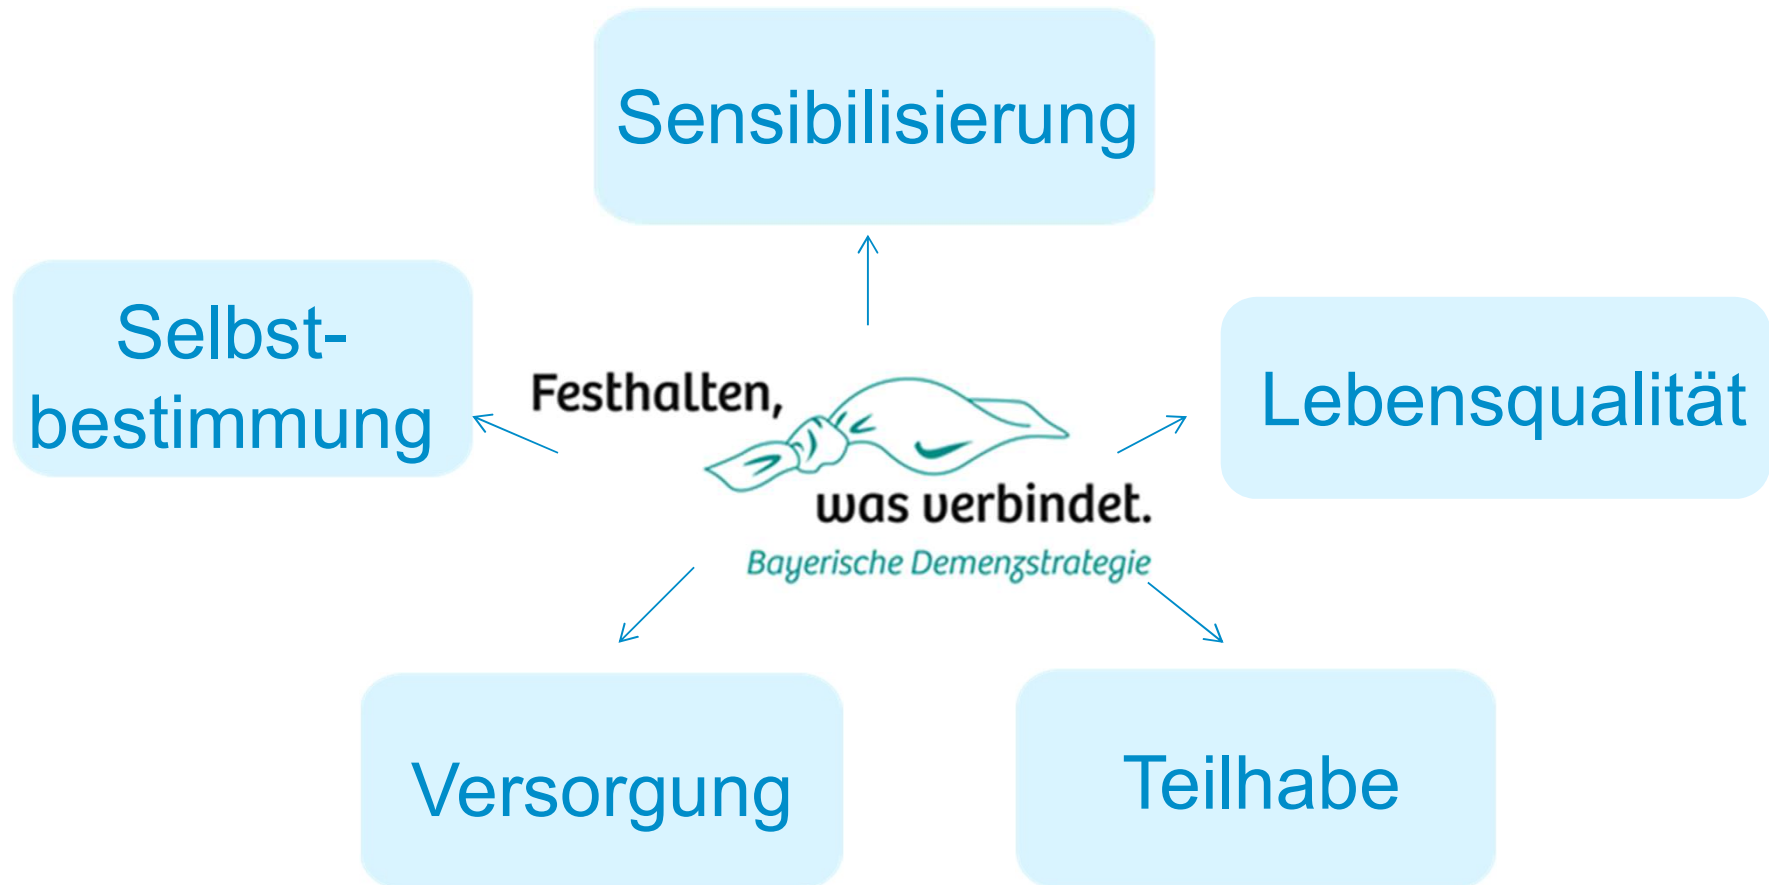 Sensibilisierung
Selbst-
bestimmung
Festhalten,
was verbindet.
Bayerische Demenzstrategie
Lebensqualität
Versorgung
Teilhabe